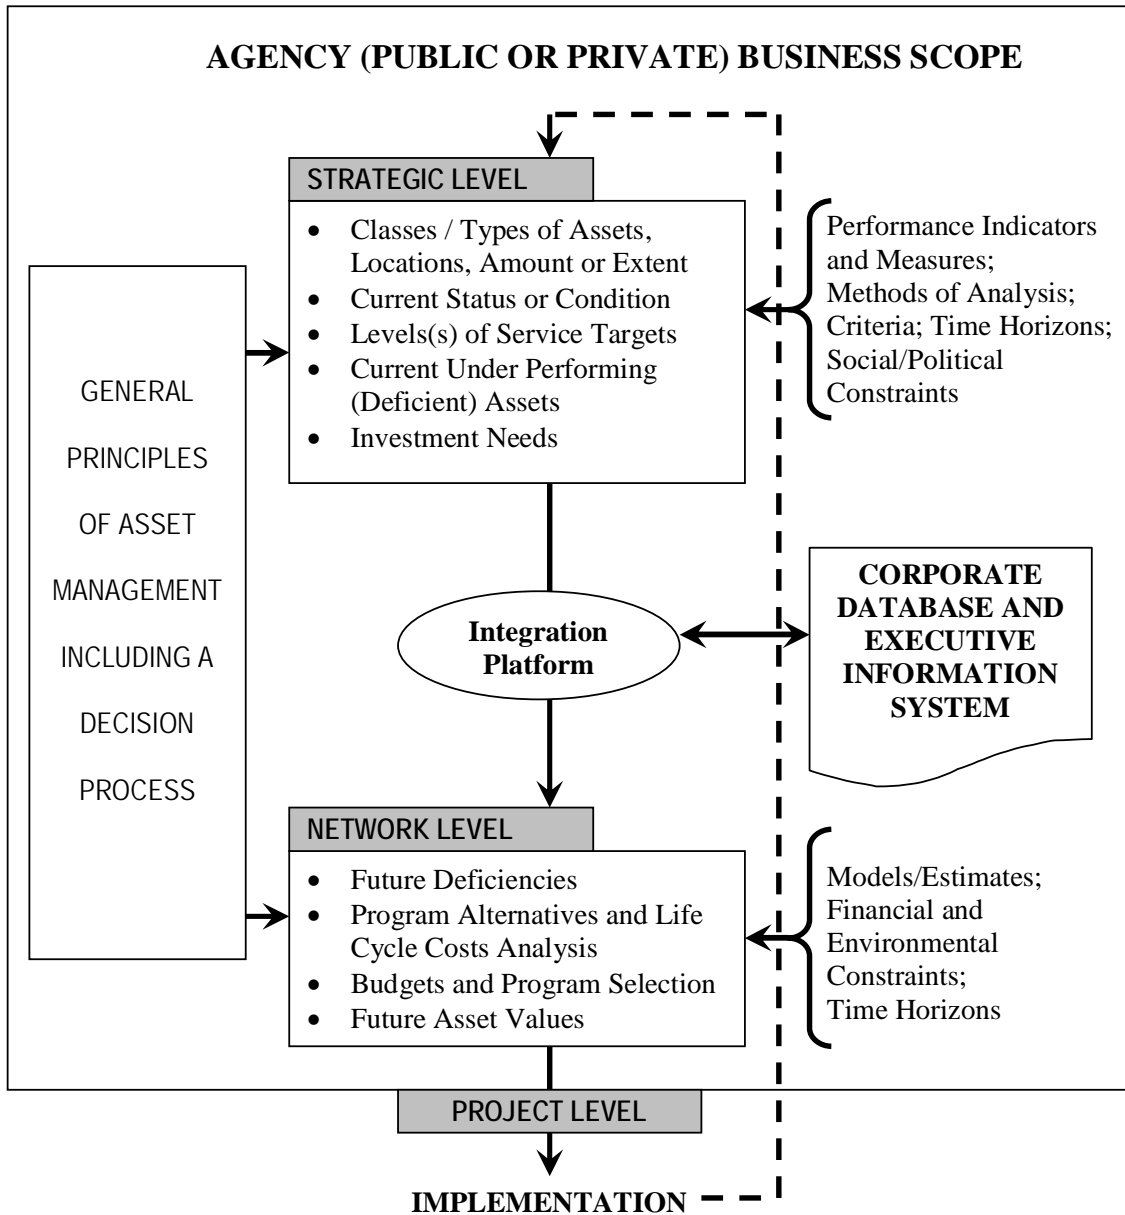 AGENCY (PUBLIC OR PRIVATE) BUSINESS SCOPE
STRATEGIC LEVEL
• Classes / Types of Assets,
Locations, Amount or Extent
• Current Status or Condition
• Levels(s) of Service Targets
• Current Under Performing
(Deficient) Assets
• Investment Needs
Performance Indicators
and Measures;
Methods of Analysis;
Criteria; Time Horizons;
Social/Political
Constraints
GENERAL
PRINCIPLES
OF ASSET
MANAGEMENT
INCLUDING A
DECISION
PROCESS
Integration
Platform
CORPORATE
DATABASE AND
EXECUTIVE
INFORMATION
SYSTEM
NETWORK LEVEL
• Future Deficiencies
• Program Alternatives and Life
Cycle Costs Analysis
• Budgets and Program Selection
• Future Asset Values
Models/Estimates;
Financial and
Environmental
Constraints;
Time Horizons
PROJECT LEVEL
IMPLEMENTATION